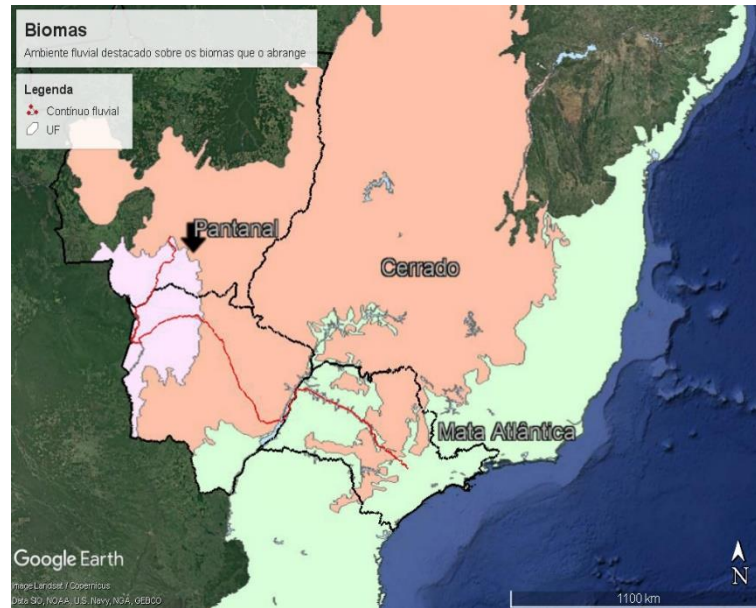 Biomas
Ambiente fluvial destacado sobre os biomas que o abrange
Legenda
Contínuo fluvial
UF
Pantanal
Cerrado
Mata Atlântica
Google Earth
Image Landsat / Copernicus
Data SIO, NOAA, U.S. Navy, NGA, GEBCO
1100 km
N